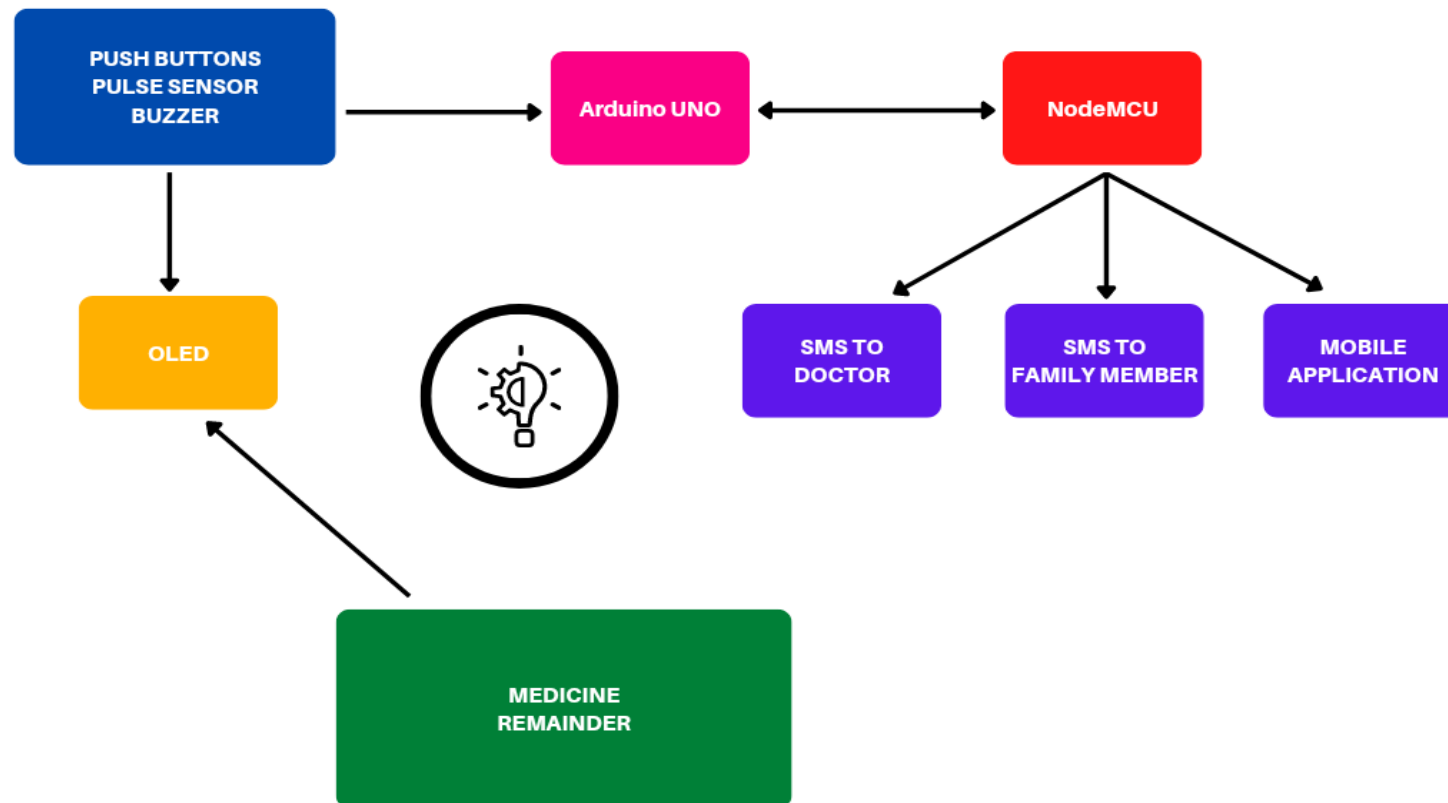 PUSH BUTTONS
PULSE SENSOR
BUZZER
Arduino UNO
NodeMCU
OLED
SMS TO
DOCTOR
SMS TO
FAMILY MEMBER
MOBILE
APPLICATION
MEDICINE
REMAINDER